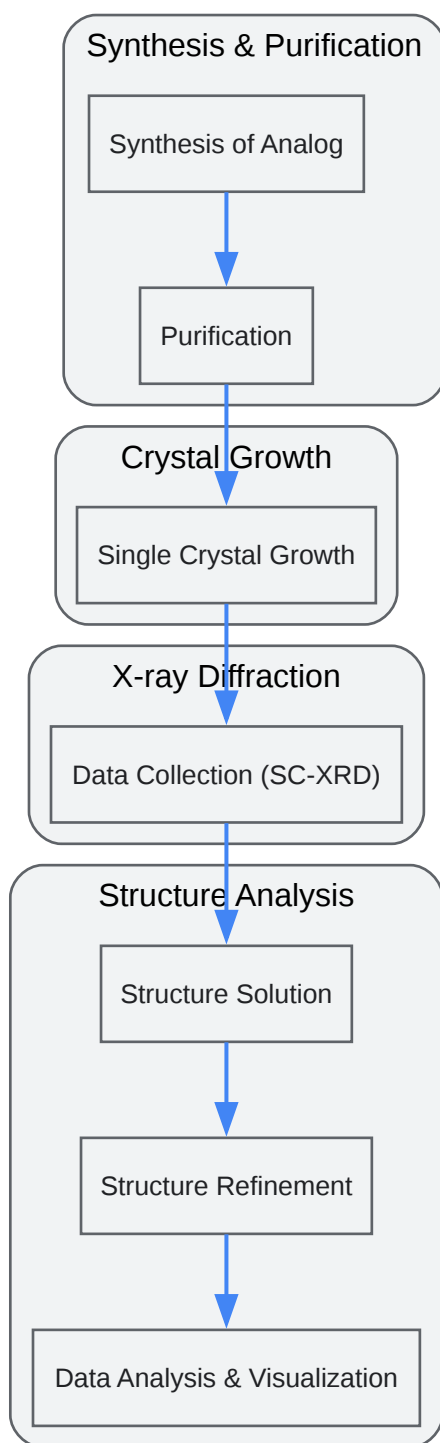 Synthesis & Purification
Synthesis of Analog
Purification
Crystal Growth
Single Crystal Growth
X-ray Diffraction
Data Collection (SC-XRD)
Structure Analysis
Structure Solution
Structure Refinement
Data Analysis & Visualization